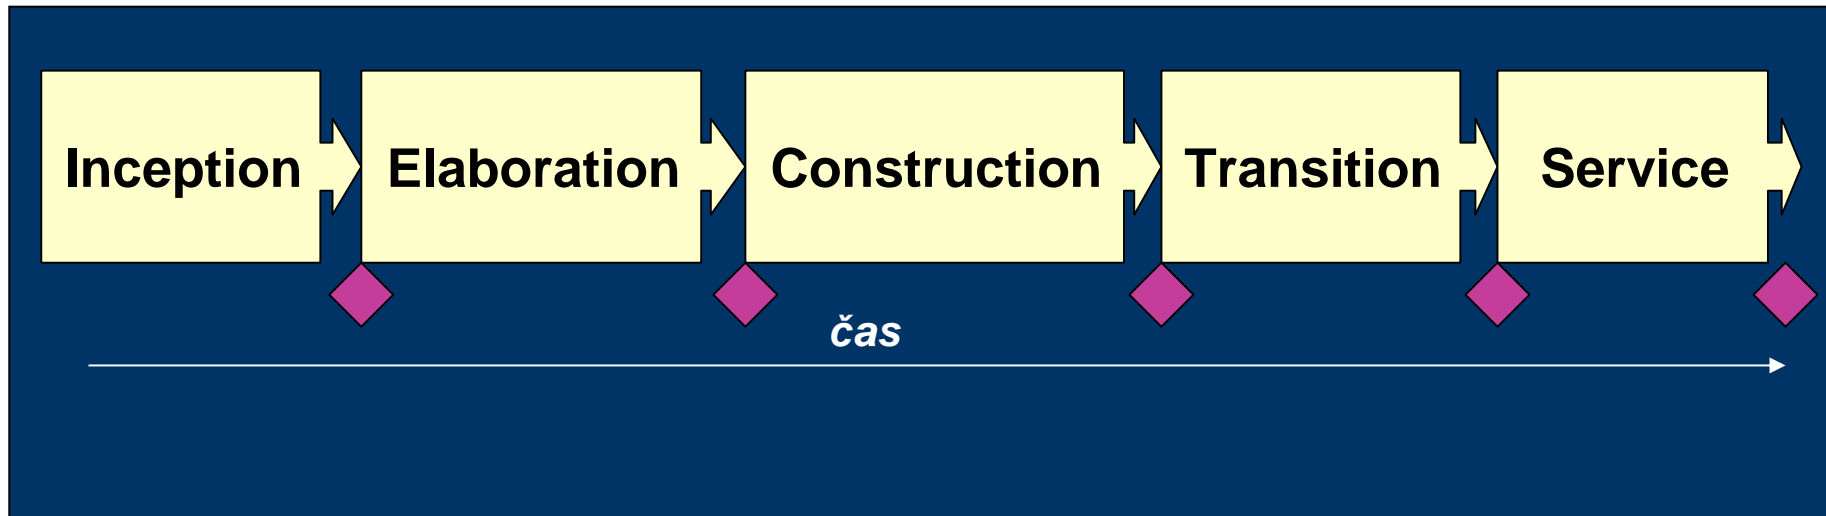 Inception
Elaboration
Construction
Transition
Service
čas